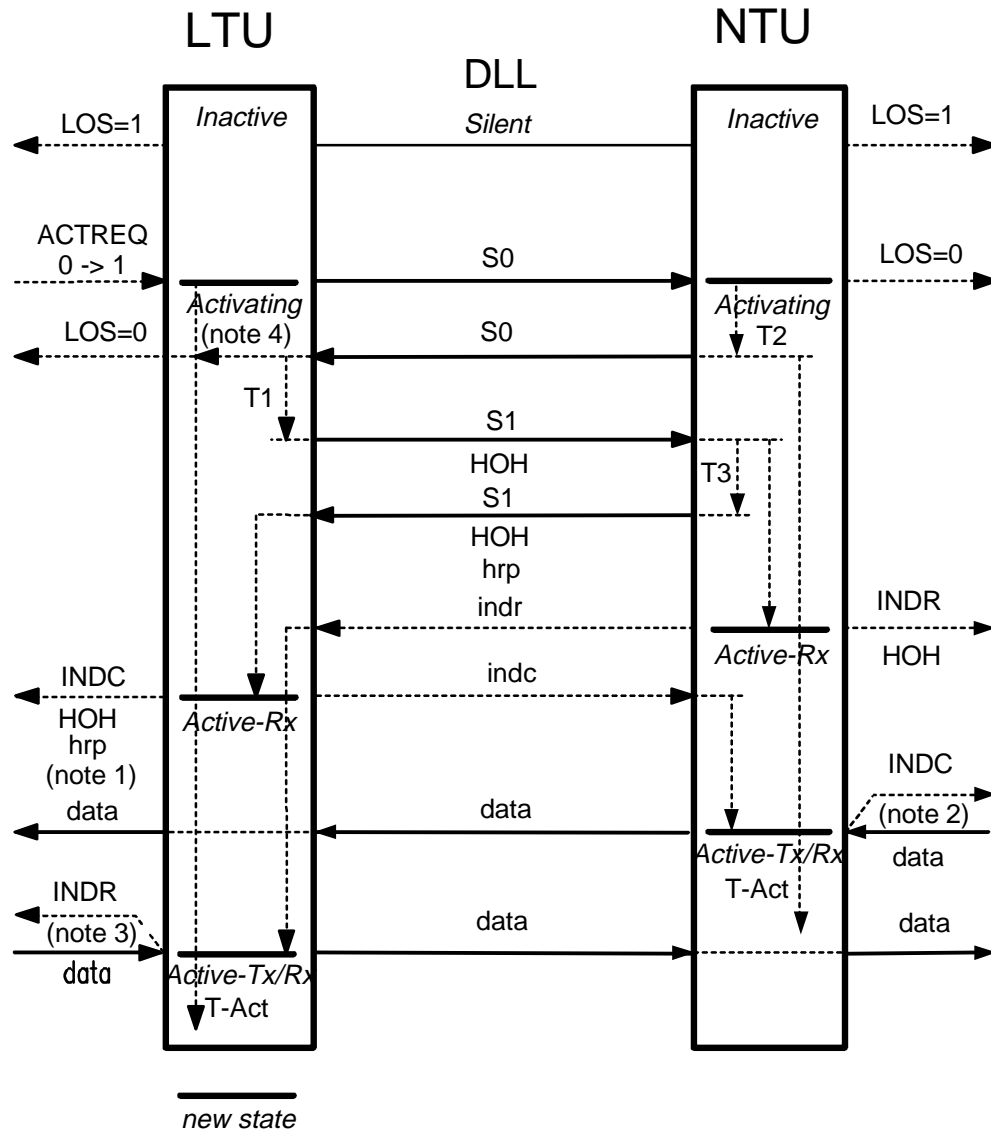 LTU
NTU
DLL
LOS=1
Inactive
Silent
Inactive
LOS=1
ACTREQ
0 -> 1
S0
LOS=0
Activating
(note 4)
Activating
LOS=0
S0
T2
T1
S1
HOH
T3
S1
HOH
hrp
indr
INDR
Active-Rx
HOH
INDC
indc
Active-Rx
HOH
hrp
(note 1)
INDC
data
data
(note 2)
Active-Tx/Rx
data
T-Act
INDR
(note 3)
data
data
data
Active-Tx/Rx
T-Act
new state